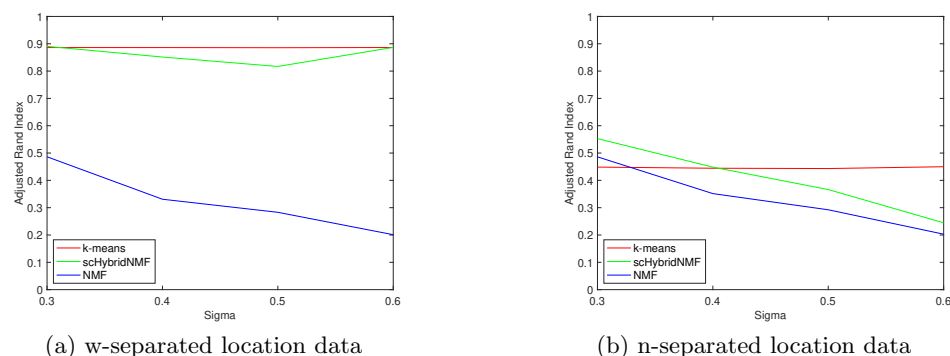 1
0.9
0.8
0.7
0.6
0.5
0.4
0.3
0.2
0.1
0
Adjusted Rand Index
k-means
scHybridNMF
NMF
0.3 0.4 0.5 0.6
Sigma
(a) w-separated location data
1
0.9
0.8
0.7
0.6
0.5
0.4
0.3
0.2
0.1
0
Adjusted Rand Index
k-means
scHybridNMF
NMF
0.3 0.4 0.5 0.6
Sigma
(b) n-separated location data